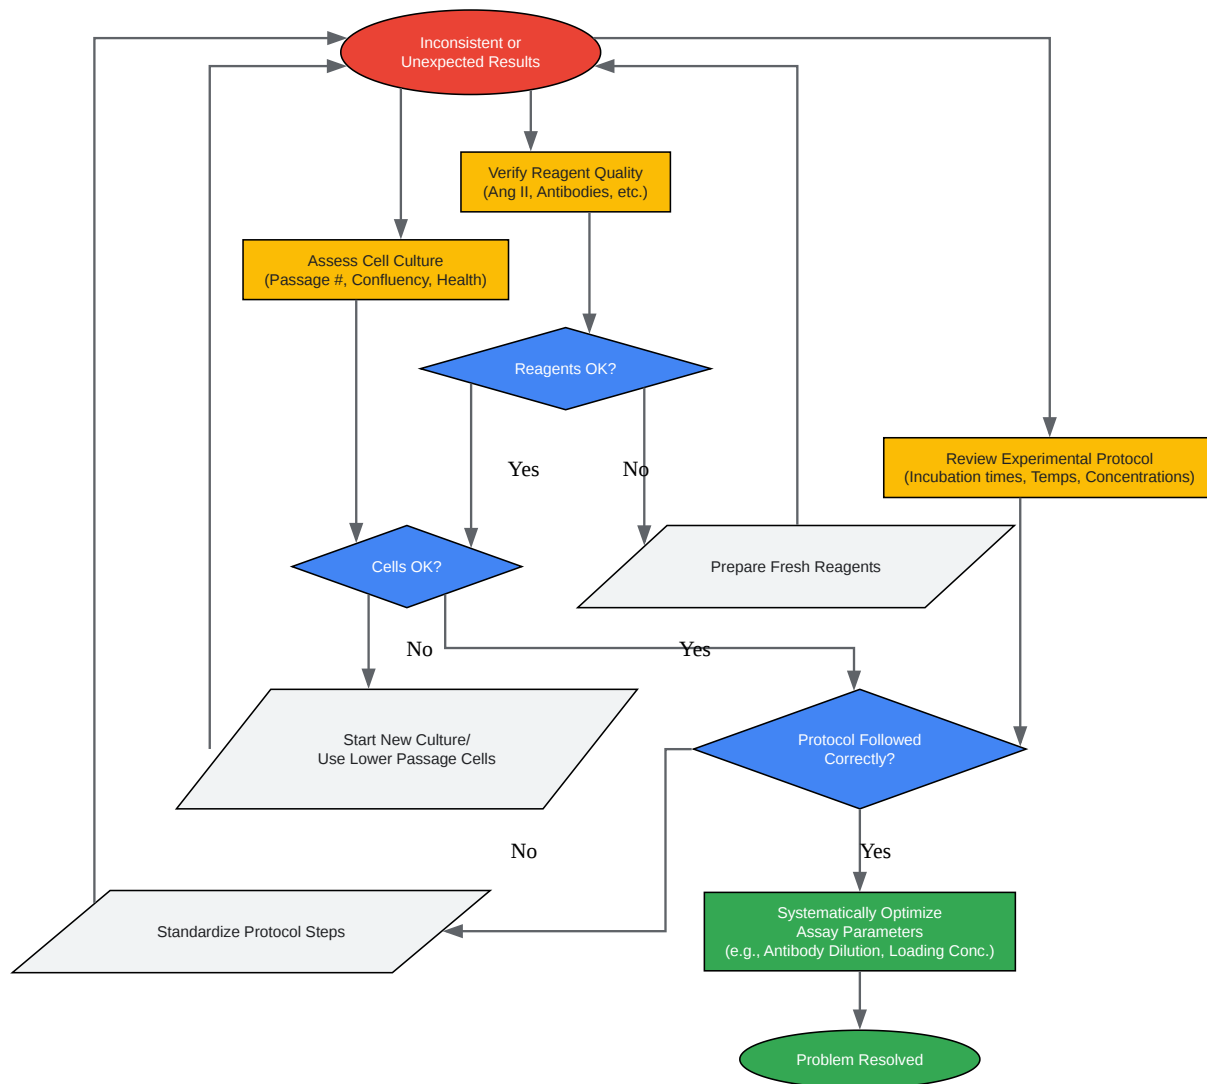 Inconsistent or
Unexpected Results
Verify Reagent Quality
(Ang II, Antibodies, etc.)
Assess Cell Culture
(Passage #, Confluency, Health)
Reagents OK?
Yes
No
Review Experimental Protocol
(Incubation times, Temps, Concentrations)
Cells OK?
Prepare Fresh Reagents
No
Yes
Start New Culture/
Use Lower Passage Cells
Protocol Followed
Correctly?
No
Yes
Standardize Protocol Steps
Systematically Optimize
Assay Parameters
(e.g., Antibody Dilution, Loading Conc.)
Problem Resolved